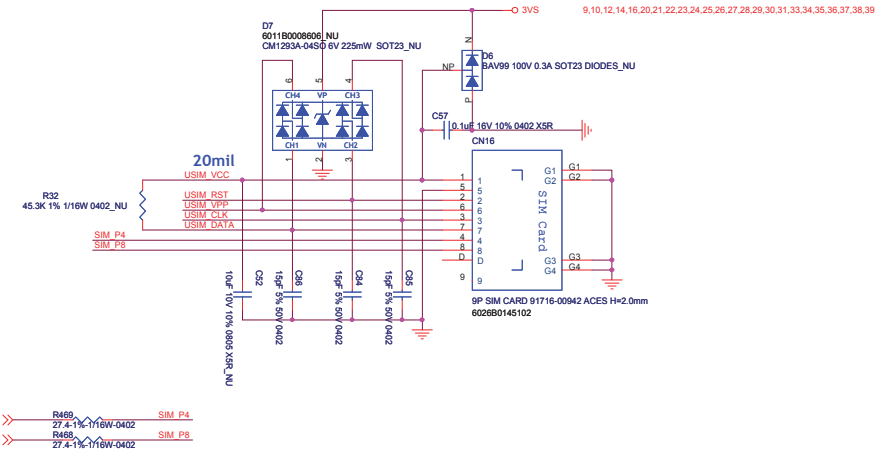 3VS
9,10,12,14,16,20,21,22,23,24,25,26,27,28,29,30,31,33,34,35,36,37,38,39
D7
6011B0008606_NU
CM1293A-04SO 6V 225mW SOT23_NU
N
D6
BAV99 100V 0.3A SOT23 DIODES_NU
NP
P
6
5
4
CH4
VP
CH3
CH1
VN
CH2
1
2
3
C57
0.1uF 16V 10% 0402 X5R
CN16
20mil
USIM_VCC
1
1
G1
G1
5
5
G2
G2
R32
45.3K 1% 1/16W 0402_NU
USIM_RST
2
2
USIM_VPP
6
6
USIM_CLK
3
3
USIM_DATA
7
7
SIM_P4
4
4
SIM_P8
8
8
SIM Card
D
D
G3
G3
G4
G4
9
9
C52
10uF 10V 10% 0805 X5R_NU
C86
15pF 5% 50V 0402
C84
15pF 5% 50V 0402
C85
15pF 5% 50V 0402
9P SIM CARD 91716-00942 ACES H=2.0mm
6026B0145102
R469
SIM_P4
27.4-1%-1/16W-0402
R468
SIM_P8
27.4-1%-1/16W-0402